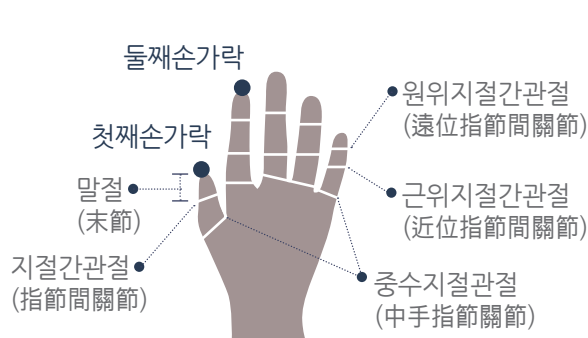 둘째손가락
첫째손가락
말절
(末節)
지절간관절
(指節間關節)
원위지절간관절
(遠位指節間關節)
근위지절간관절
(近位指節間關節)
중수지절관절
(中手指節關節)